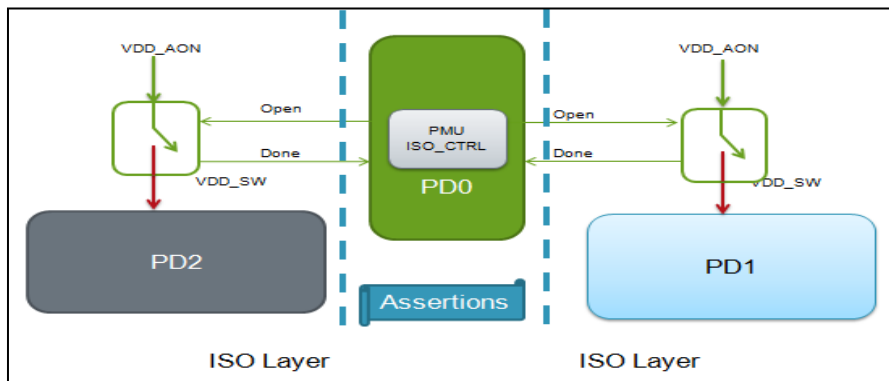 VDD_AON
VDD_AON
Open
Open
PMU
ISO_CTRL
Done
Done
VDD_SW
PD0
VDD_SW
PD2
PD1
Assertions
ISO Layer
ISO Layer